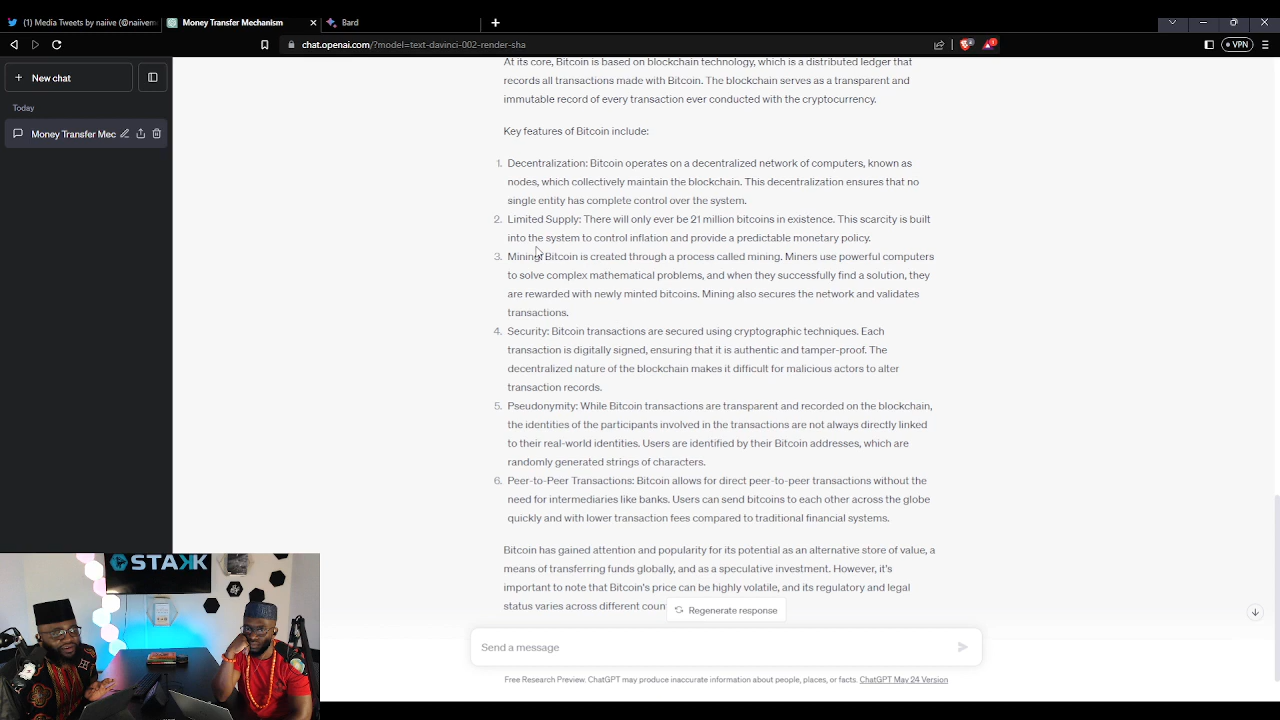 Media Tweets by naiive (@naiiem
Money Transfer Mechanism
Bard
chat.openai.com/?model=text-davinci-002-render-sha
VPN
New chat
Today
Money Transfer Mec
At its core, Bitcoin is based on blockchain technology, which is a distributed ledger that
records all transactions made with Bitcoin. The blockchain serves as a transparent and
immutable record of every transaction ever conducted with the cryptocurrency.
Key features of Bitcoin include:
1. Decentralization: Bitcoin operates on a decentralized network of computers, known as
nodes, which collectively maintain the blockchain. This decentralization ensures that no
single entity has complete control over the system.
2. Limited Supply: There will only ever be 21 million bitcoins in existence. This scarcity is built
into the system to control inflation and provide a predictable monetary policy.
3. Mining: Bitcoin is created through a process called mining. Miners use powerful computers
to solve complex mathematical problems, and when they successfully find a solution, they
are rewarded with newly minted bitcoins. Mining also secures the network and validates
transactions.
4. Security: Bitcoin transactions are secured using cryptographic techniques. Each
transaction is digitally signed, ensuring that it is authentic and tamper-proof. The
decentralized nature of the blockchain makes it difficult for malicious actors to alter
transaction records.
5. Pseudonymity: While Bitcoin transactions are transparent and recorded on the blockchain,
the identities of the participants involved in the transactions are not always directly linked
to their real-world identities. Users are identified by their Bitcoin addresses, which are
randomly generated strings of characters.
6. Peer-to-Peer Transactions: Bitcoin allows for direct peer-to-peer transactions without the
need for intermediaries like banks. Users can send bitcoins to each other across the globe
quickly and with lower transaction fees compared to traditional financial systems.
Bitcoin has gained attention and popularity for its potential as an alternative store of value, a
means of transferring funds globally, and as a speculative investment. However, it's
important to note that Bitcoin's price can be highly volatile, and its regulatory and legal
status varies across different coun
Regenerate response
Send a message
Free Research Preview. ChatGPT may produce inaccurate information about people, places, or facts. ChatGPT May 24 Version
STAKK